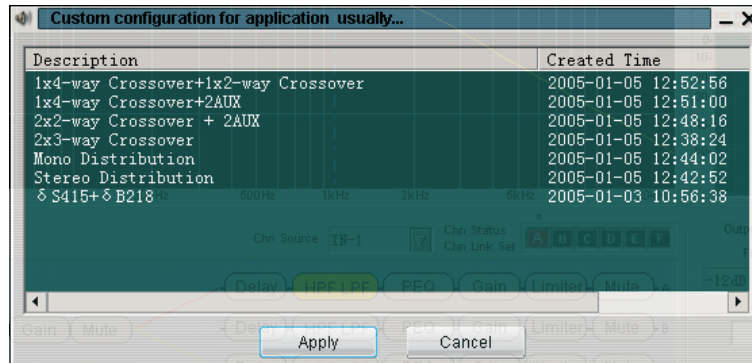 Custom configuration for application usually...
Description Created Time
1x4-way Crossover+1x2-way Crossover 2005-01-05 12:52:56
1x4-way Crossover+2AUX 2005-01-05 12:51:00
2x2-way Crossover + 2AUX 2005-01-05 12:48:16
2x3-way Crossover 2005-01-05 12:38:24
Mono Distribution 2005-01-05 12:44:02
Stereo Distribution 2005-01-05 12:42:52
δ S415+δ B218 2005-01-03 10:56:38
500Hz 1kHz 2kHz 5kHz
Chn Source IN-1 Chn Status Outp
Chn Link Set A B C D E F
-12dB
Delay HPF LPF PEQ Gain Limiter Mute A
Gain Mute Delay HPF LPF PEQ Gain Limiter Mute B
Apply Cancel